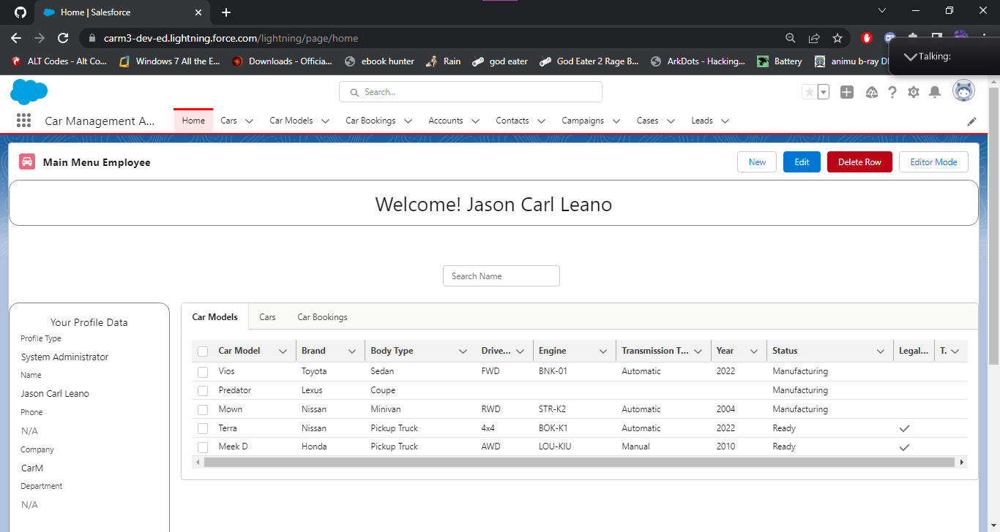 Home | Salesforce
carm3-dev-ed.lightning.force.com/lightning/page/home
ALT Codes - Alt Co... Windows 7 All the E... Downloads - Officia... ebook hunter Rain god eater God Eater 2 Rage B... ArkDots - Hacking... Battery animu b-ray
Talking:
Search...
Car Management A... Home Cars Car Models Car Bookings Accounts Contacts Campaigns Cases Leads
Main Menu Employee New Edit Delete Row Editor Mode
Welcome! Jason Carl Leano
Search Name
Your Profile Data
Profile Type
System Administrator
Name
Jason Carl Leano
Phone
N/A
Company
CarM
Department
N/A
Car Models Cars Car Bookings
Car Model Brand Body Type Drive... Engine Transmission T... Year Status Legal... T.
Vios Toyota Sedan FWD BNK-01 Automatic 2022 Manufacturing
Predator Lexus Coupe Manufacturing
Mown Nissan Minivan RWD STR-K2 Automatic 2004 Manufacturing
Terra Nissan Pickup Truck 4x4 BOK-K1 Automatic 2022 Ready
Meek D Honda Pickup Truck AWD LOU-KIU Manual 2010 Ready